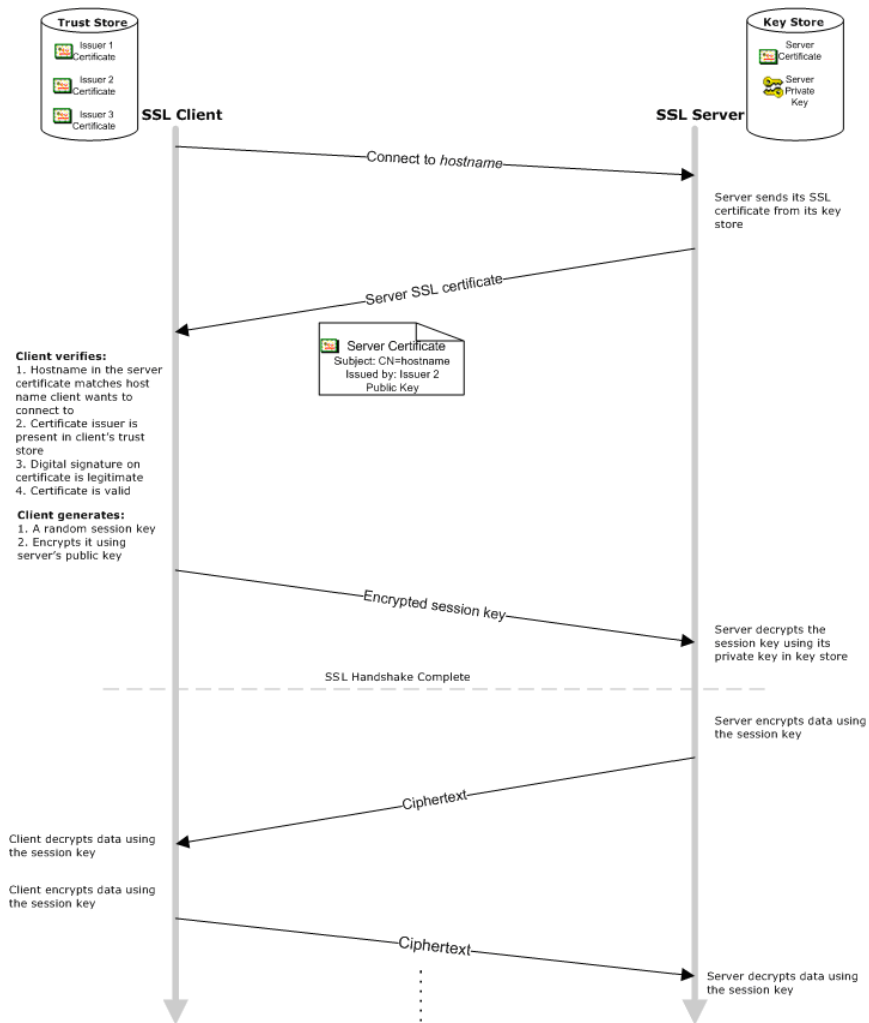 Trust Store
Issuer 1
Certificate
Issuer 2
Certificate
Issuer 3
Certificate
Key Store
Server
Certificate
Server
Private
Key
SSL Client
SSL Server
Connect to hostname
Server sends its SSL
certificate from its key
store
Server SSL certificate
Server Certificate
Subject: CN=hostname
Issued by: Issuer 2
Public Key
Client verifies:
1. Hostname in the server
certificate matches host
name client wants to
connect to
2. Certificate issuer is
present in client's trust
store
3. Digital signature on
certificate is legitimate
4. Certificate is valid
Client generates:
1. A random session key
2. Encrypts it using
server's public key
Encrypted session key
Server decrypts the
session key using its
private key in key store
SSL Handshake Complete
Server encrypts data using
the session key
Ciphertext
Client decrypts data using
the session key
Client encrypts data using
the session key
Ciphertext
Server decrypts data using
the session key